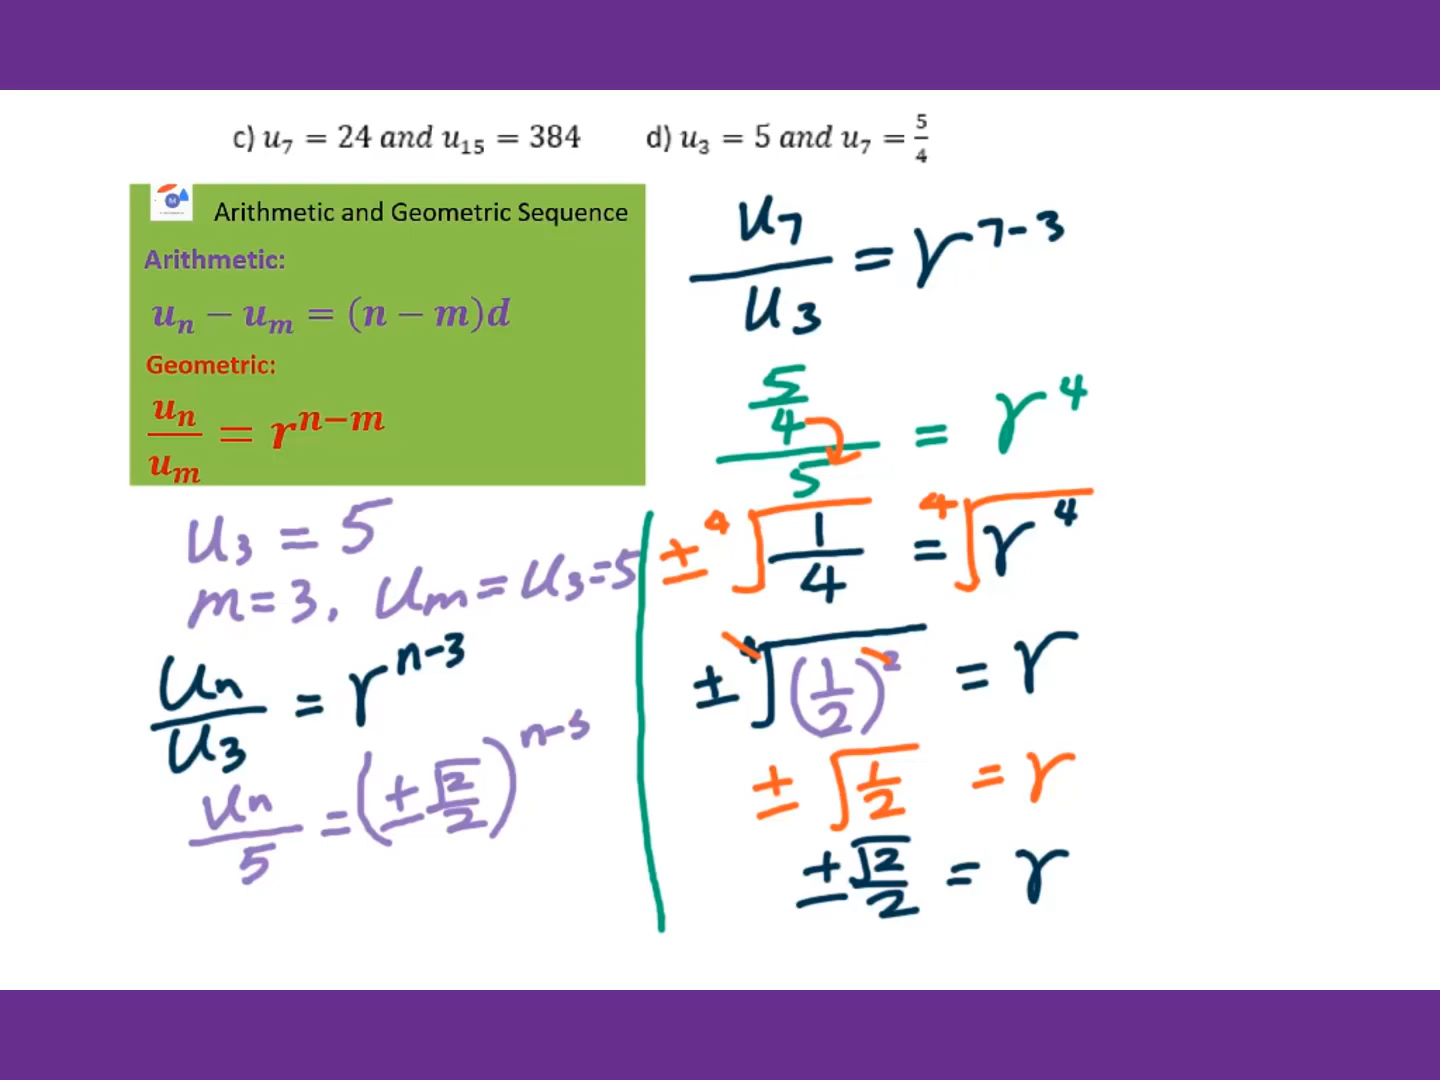 c) u₇ = 24 and u₁₅ = 384 d) u₃ = 5 and u₇ = 5/4
Arithmetic and Geometric Sequence
Arithmetic:
uₙ − uₘ = (n − m)d
Geometric:
uₙ/uₘ = rⁿ⁻ᵐ
u₃ = 5
m = 3, uₘ = u₃ = 5
uₙ/u₃ = r^(n-3)
uₙ/5 = (±√2/2)^(n-3)
u₇/u₃ = r^(7-3)
(5/4)/5 = r⁴
± ⁴√(1/4) = ⁴√(r⁴)
± ⁴√((1/2)²) = r
± √(1/2) = r
± √2/2 = r